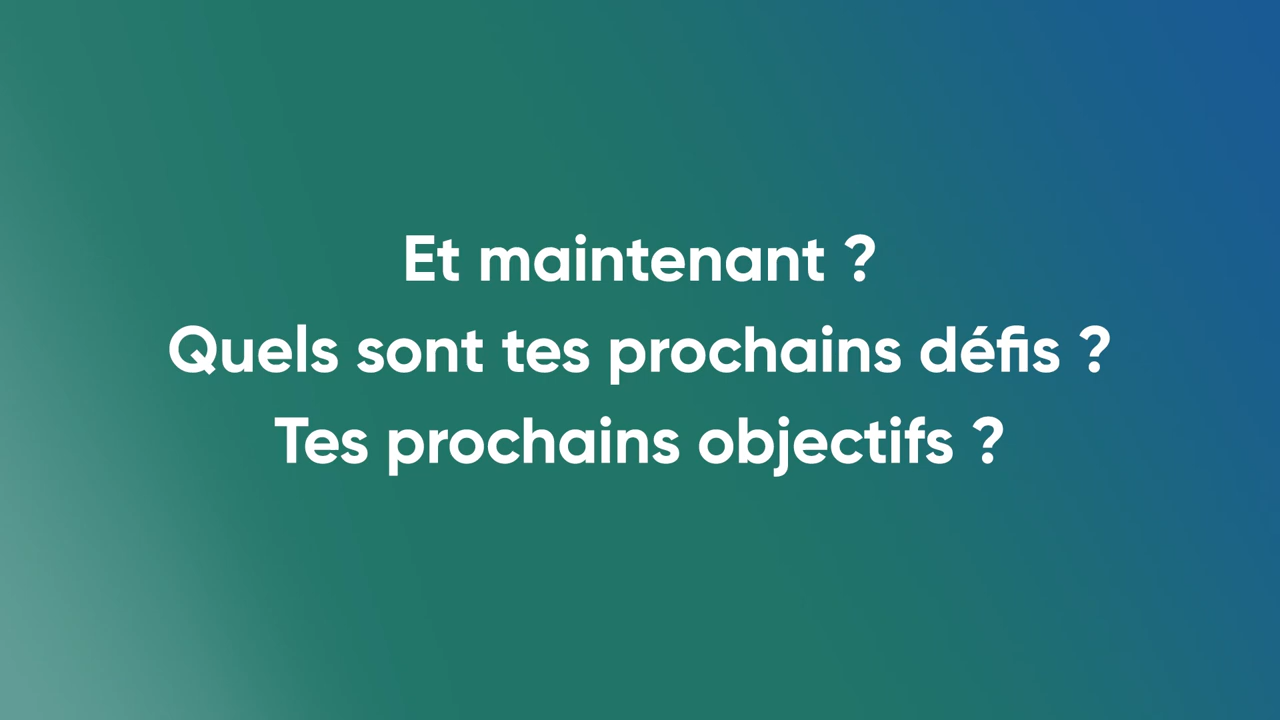 Et maintenant ?
Quels sont tes prochains défis ?
Tes prochains objectifs ?